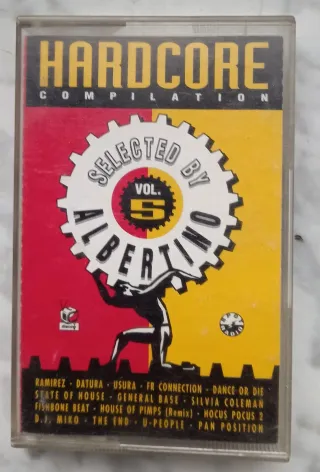 HARDCORE
COMPILATION
SELECTED BY
VOL.
5
ALBERTINO
RAMIREZ · DATURA · USURA · FR CONNECTION · DANCE OR DIE
STATE OF HOUSE · GENERAL BASE · SILVIA COLEMAN
FISHBONE BEAT · HOUSE OF PIMPS (Remix) · HOCUS POCUS 2
D.J. MIKO · THE END · U-PEOPLE · PAN POSITION